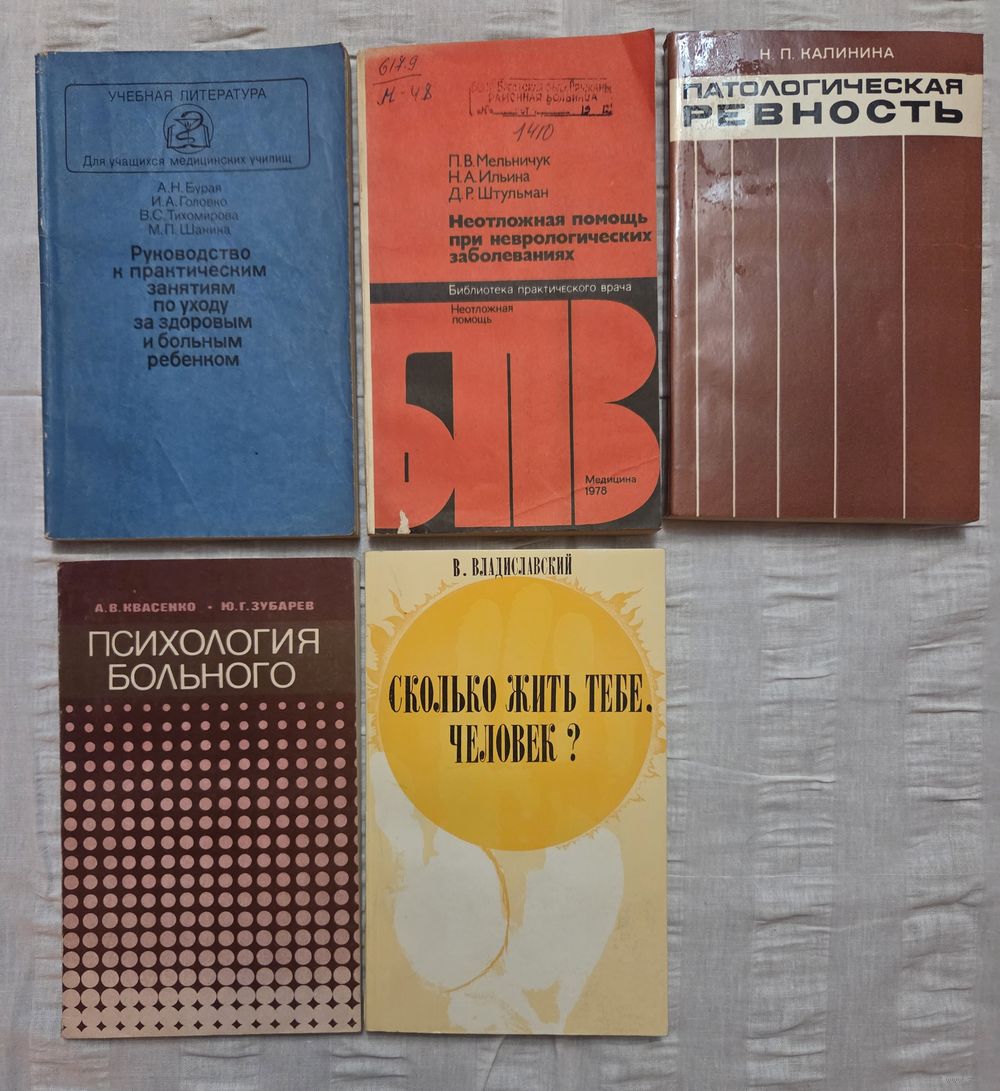 УЧЕБНАЯ ЛИТЕРАТУРА
Для учащихся медицинских училищ
А.Н.Бурая
И.А.Головко
В.С.Тихомирова
М.П.Шанина
Руководство
к практическим
занятиям
по уходу
за здоровым
и больным
ребенком
617.9
М-48
РАЙОННАЯ БОЛЬНИЦА
1410
П.В.Мельничук
Н.А.Ильина
Д.Р.Штульман
Неотложная помощь
при неврологических
заболеваниях
Библиотека практического врача
Неотложная
помощь
БПВ
Медицина
1978
Н. П. КАЛИНИНА
ПАТОЛОГИЧЕСКАЯ
РЕВНОСТЬ
А.В.КВАСЕНКО • Ю.Г.ЗУБАРЕВ
ПСИХОЛОГИЯ
БОЛЬНОГО
В. ВЛАДИСЛАВСКИЙ
СКОЛЬКО ЖИТЬ ТЕБЕ,
ЧЕЛОВЕК ?